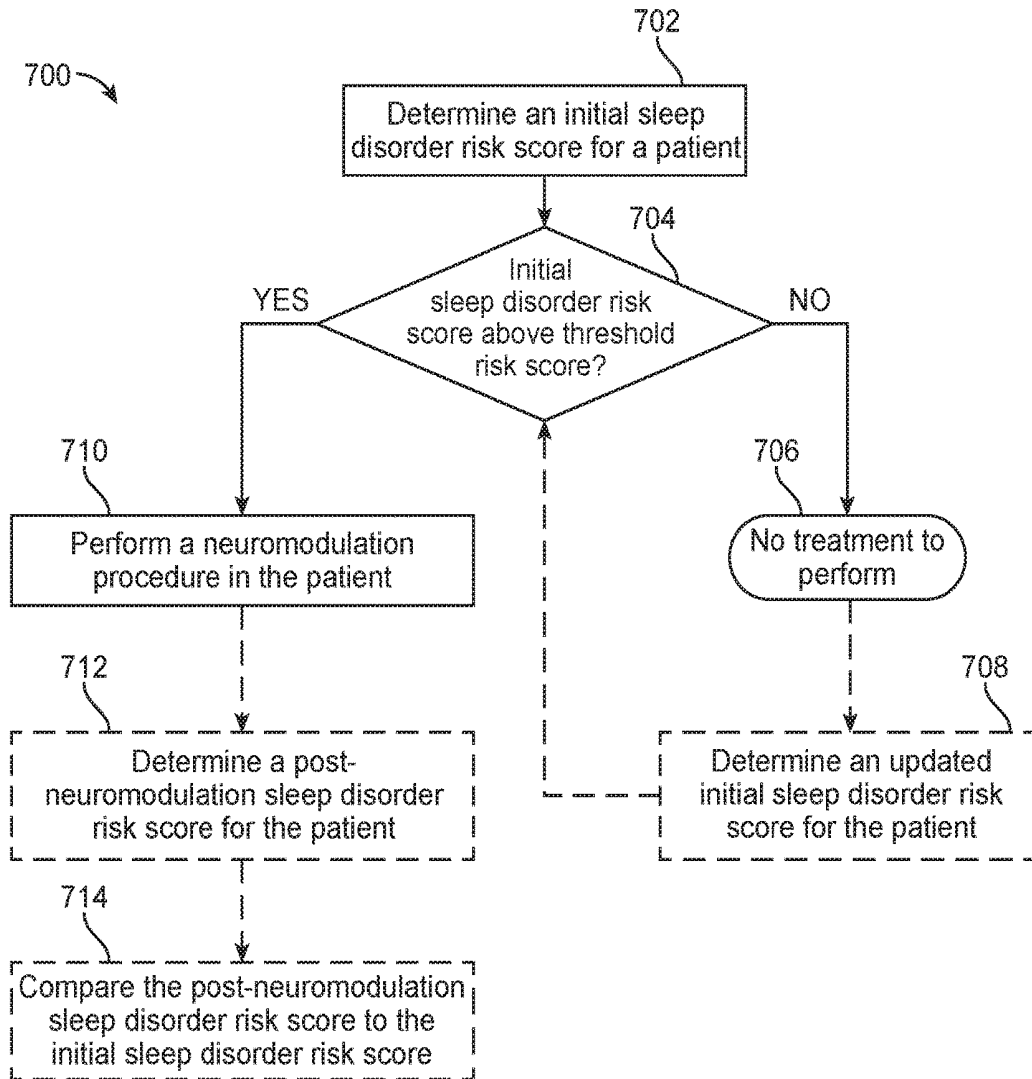 702
700
Determine an initial sleep
disorder risk score for a patient
704
Initial
sleep disorder risk
score above threshold
risk score?
YES
NO
710
706
Perform a neuromodulation
procedure in the patient
No treatment to
perform
712
708
Determine a post-
neuromodulation sleep disorder
risk score for the patient
Determine an updated
initial sleep disorder risk
score for the patient
714
Compare the post-neuromodulation
sleep disorder risk score to the
initial sleep disorder risk score